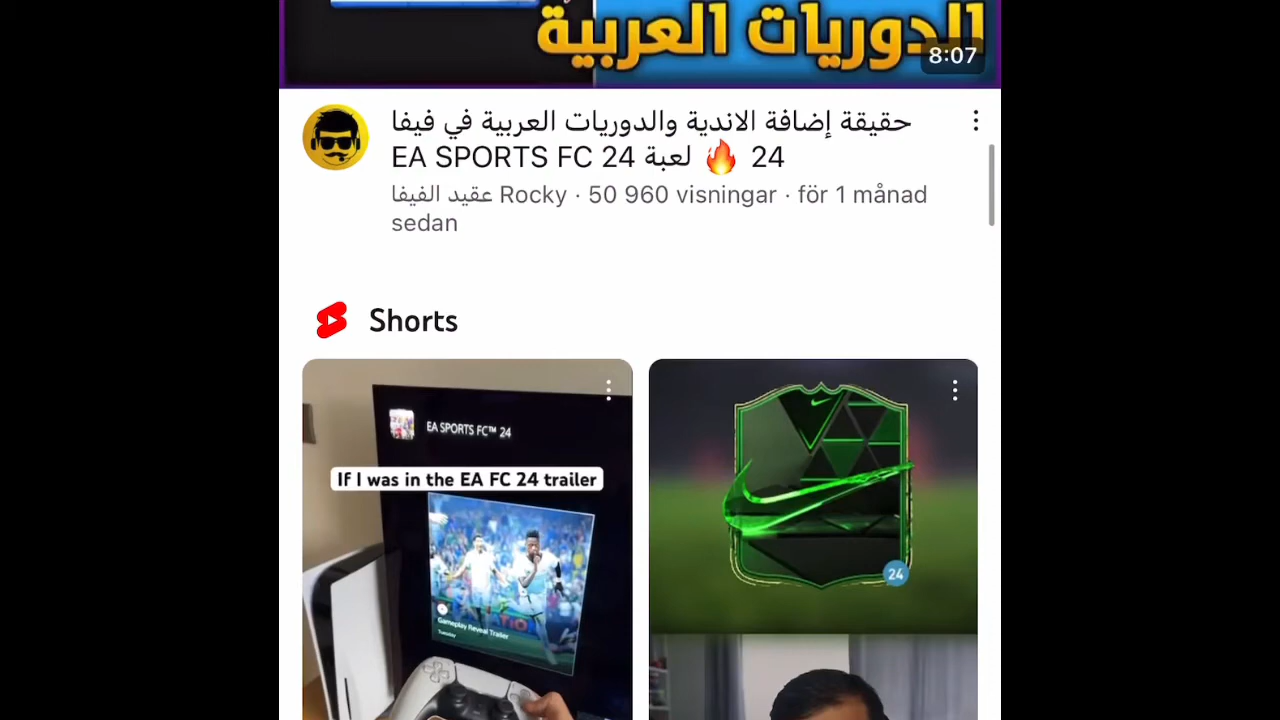 الدوريات العربية
8:07
حقيقة إضافة الاندية والدوريات العربية في فيفا
24 🔥 لعبة EA SPORTS FC 24
عقيد الفيفا Rocky · 50 960 visningar · för 1 månad
sedan
Shorts
EA SPORTS FC™ 24
If I was in the EA FC 24 trailer
Gameplay Reveal Trailer
Tuesday
24